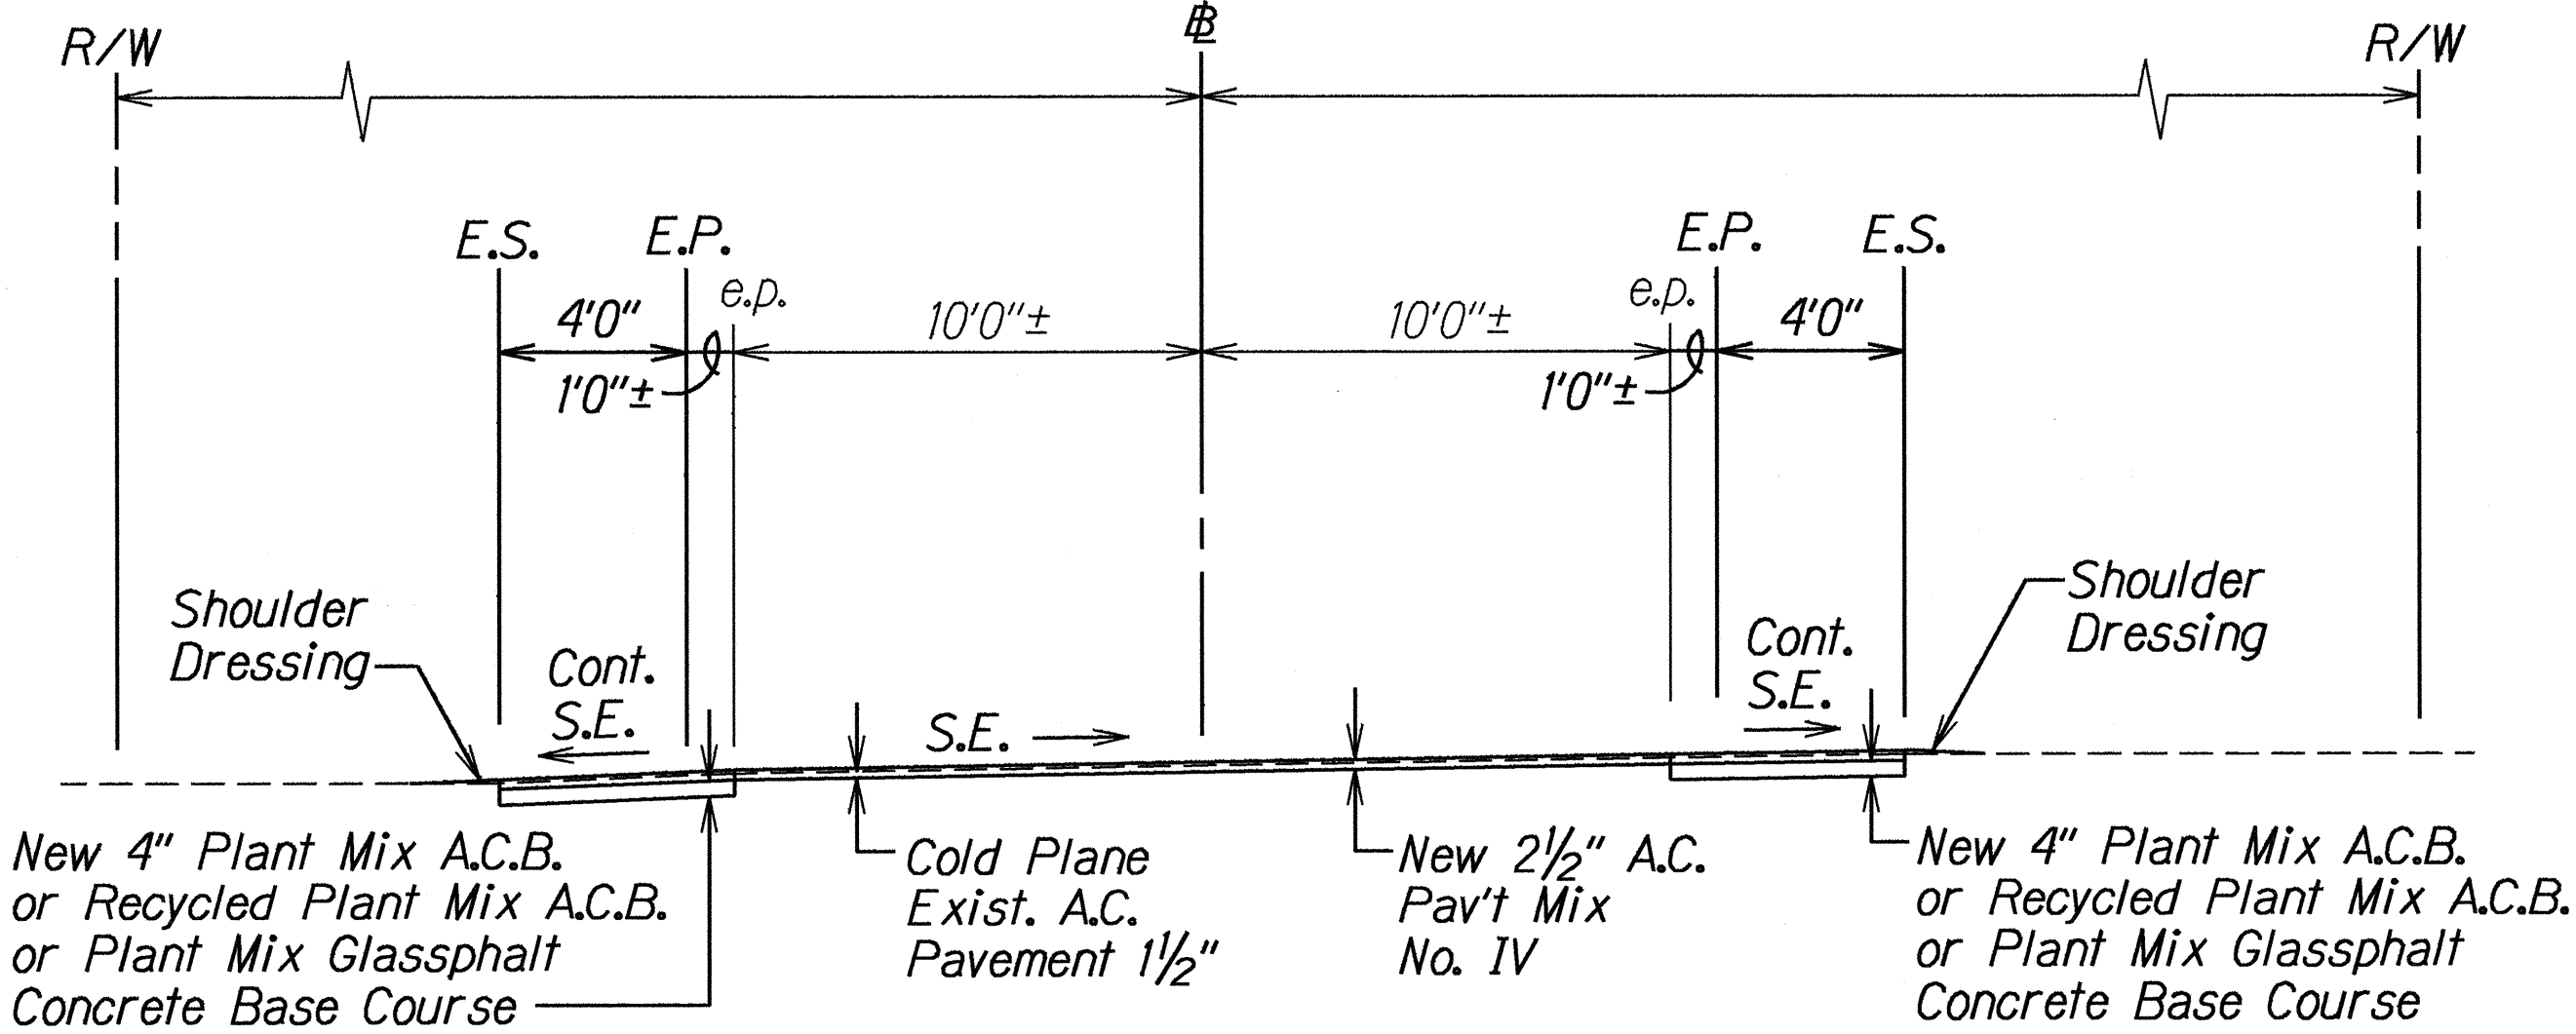 R/W
BL
R/W
E.S.
E.P.
e.p.
E.P.
E.S.
e.p.
4'0"
10'0"±
10'0"±
4'0"
1'0"±
1'0"±
Shoulder
Dressing
Cont.
S.E.
S.E.
Cont.
S.E.
Shoulder
Dressing
New 4" Plant Mix A.C.B.
or Recycled Plant Mix A.C.B.
or Plant Mix Glassphalt
Concrete Base Course
Cold Plane
Exist. A.C.
Pavement 1½"
New 2½" A.C.
Pav't Mix
No. IV
New 4" Plant Mix A.C.B.
or Recycled Plant Mix A.C.B.
or Plant Mix Glassphalt
Concrete Base Course